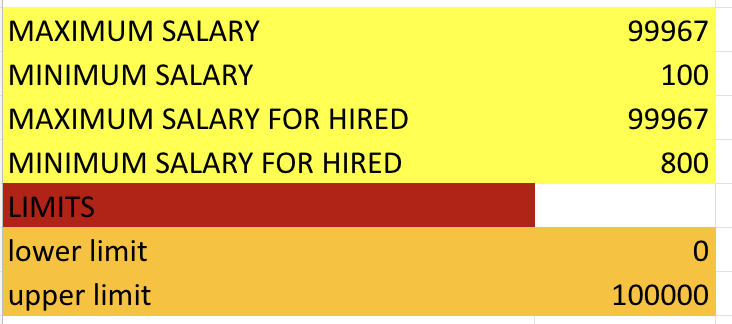 MAXIMUM SALARY 99967
MINIMUM SALARY 100
MAXIMUM SALARY FOR HIRED 99967
MINIMUM SALARY FOR HIRED 800
LIMITS
lower limit 0
upper limit 100000